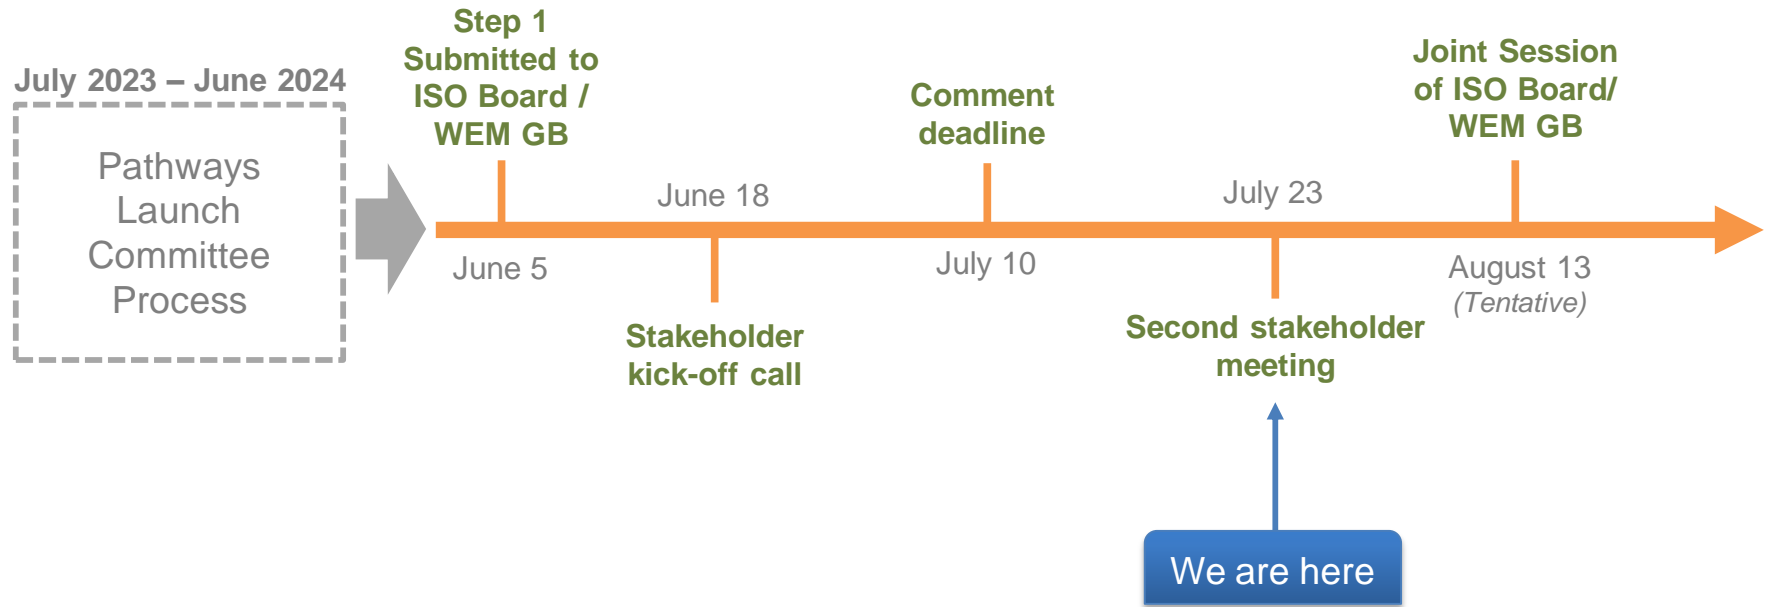 July 2023 – June 2024
Pathways
Launch
Committee
Process
Step 1
Submitted to
ISO Board /
WEM GB
June 5
June 18
Stakeholder
kick-off call
Comment
deadline
July 10
July 23
Second stakeholder
meeting
We are here
Joint Session
of ISO Board/
WEM GB
August 13
(Tentative)